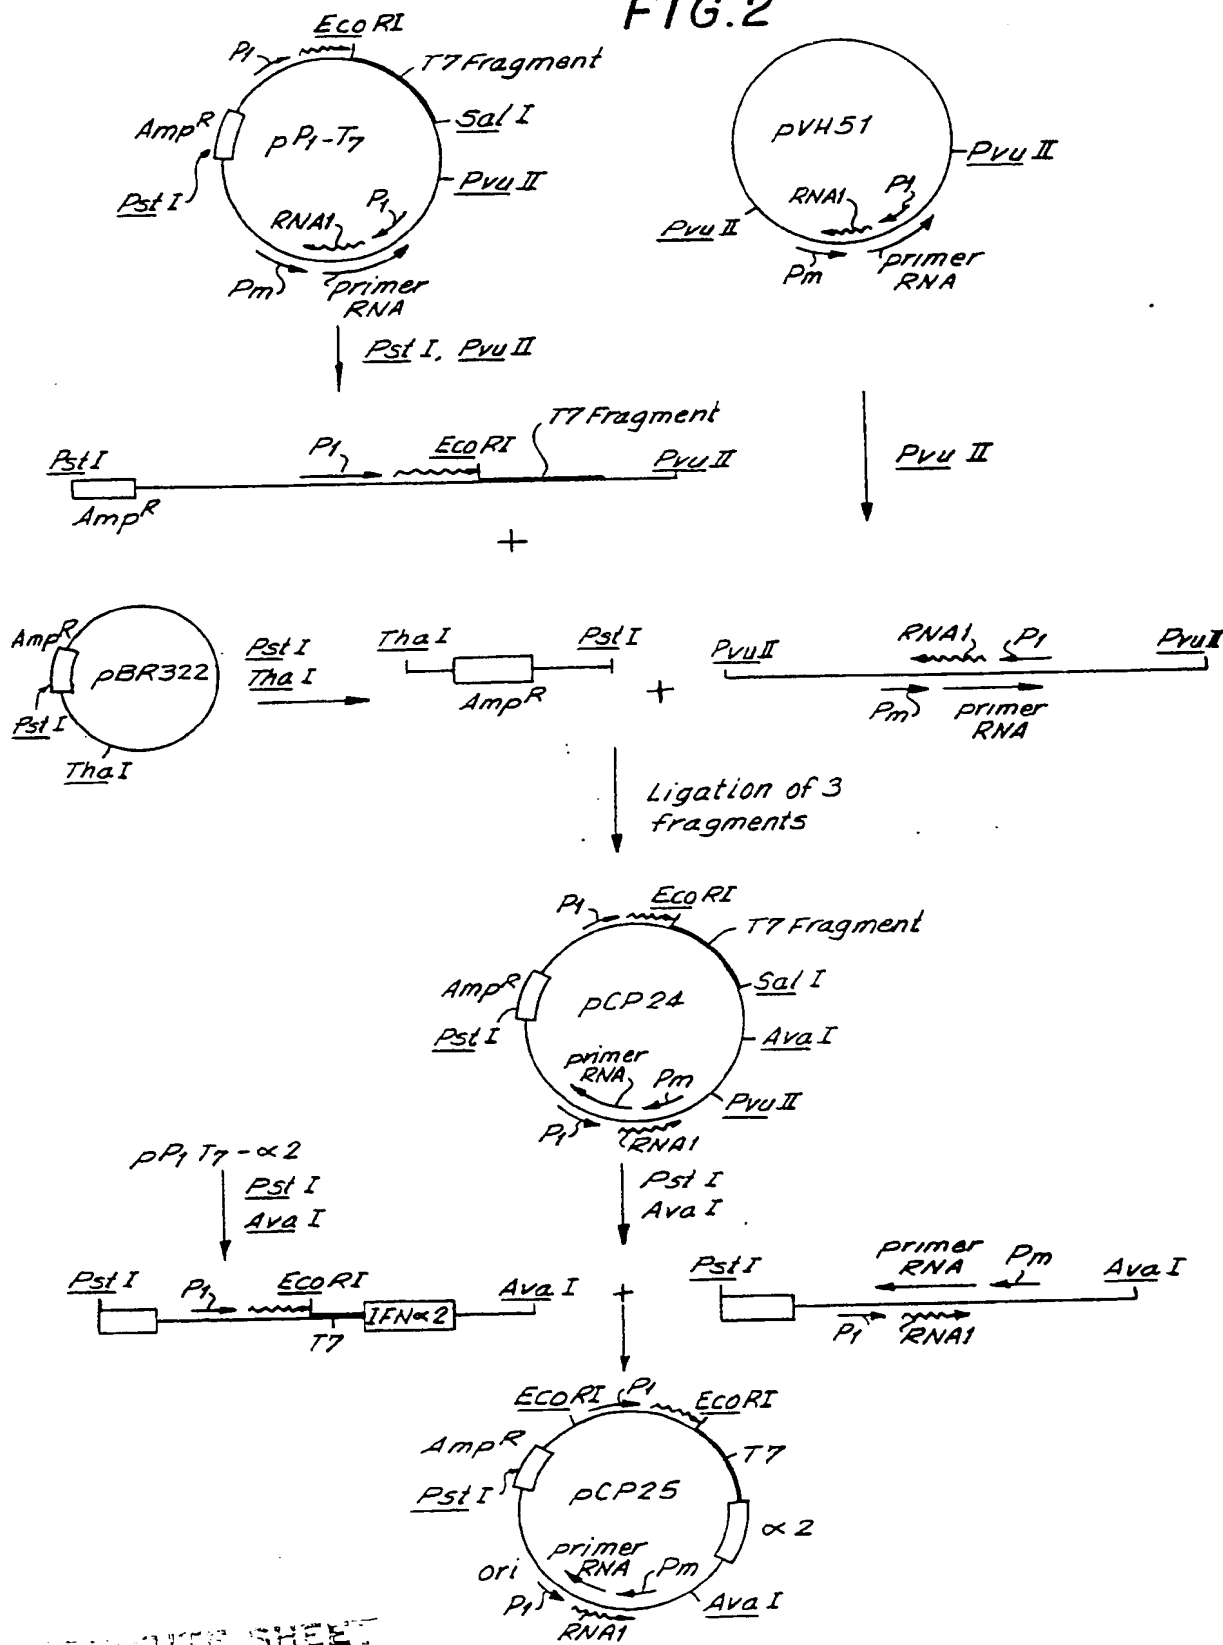 FIG.2
P1
EcoRI
T7 Fragment
AmpR
pP1-T7
Sal I
Pst I
Pvu II
RNA1
P1
Pm
primer
RNA
pVH51
Pvu II
RNA1
P1
Pvu II
Pm
primer
RNA
Pst I, Pvu II
Pvu II
Pst I
P1
EcoRI
T7 Fragment
Pvu II
AmpR
+
AmpR
pBR322
Pst I
Tha I
Pst I
Tha I
Tha I
Pst I
AmpR
+
Pvu II
RNA1
P1
Pvu II
Pm
primer
RNA
Ligation of 3
fragments
P1
EcoRI
T7 Fragment
AmpR
pCP24
Sal I
Pst I
Ava I
primer
RNA
Pm
Pvu II
P1
RNA1
pP1 T7-α2
Pst I
Ava I
Pst I
Ava I
Pst I
P1
EcoRI
Ava I
IFNα2
T7
+
Pst I
primer
RNA
Pm
Ava I
P1
RNA1
EcoRI
P1
EcoRI
AmpR
T7
Pst I
pCP25
α2
ori
primer
RNA
Pm
P1
Ava I
RNA1
SHEET